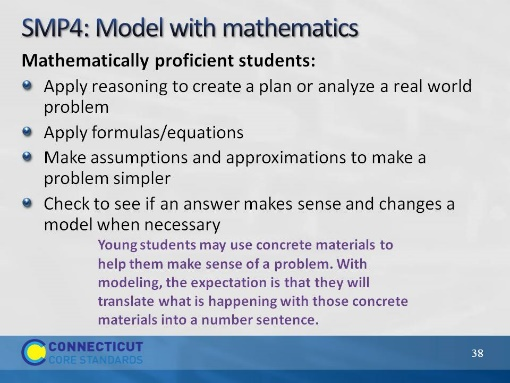 SMP4: Model with mathematics
Mathematically proficient students:
Apply reasoning to create a plan or analyze a real world
problem
Apply formulas/equations
Make assumptions and approximations to make a
problem simpler
Check to see if an answer makes sense and changes a
model when necessary
Young students may use concrete materials to
help them make sense of a problem. With
modeling, the expectation is that they will
translate what is happening with those concrete
materials into a number sentence.
CONNECTICUT
CORE STANDARDS
38